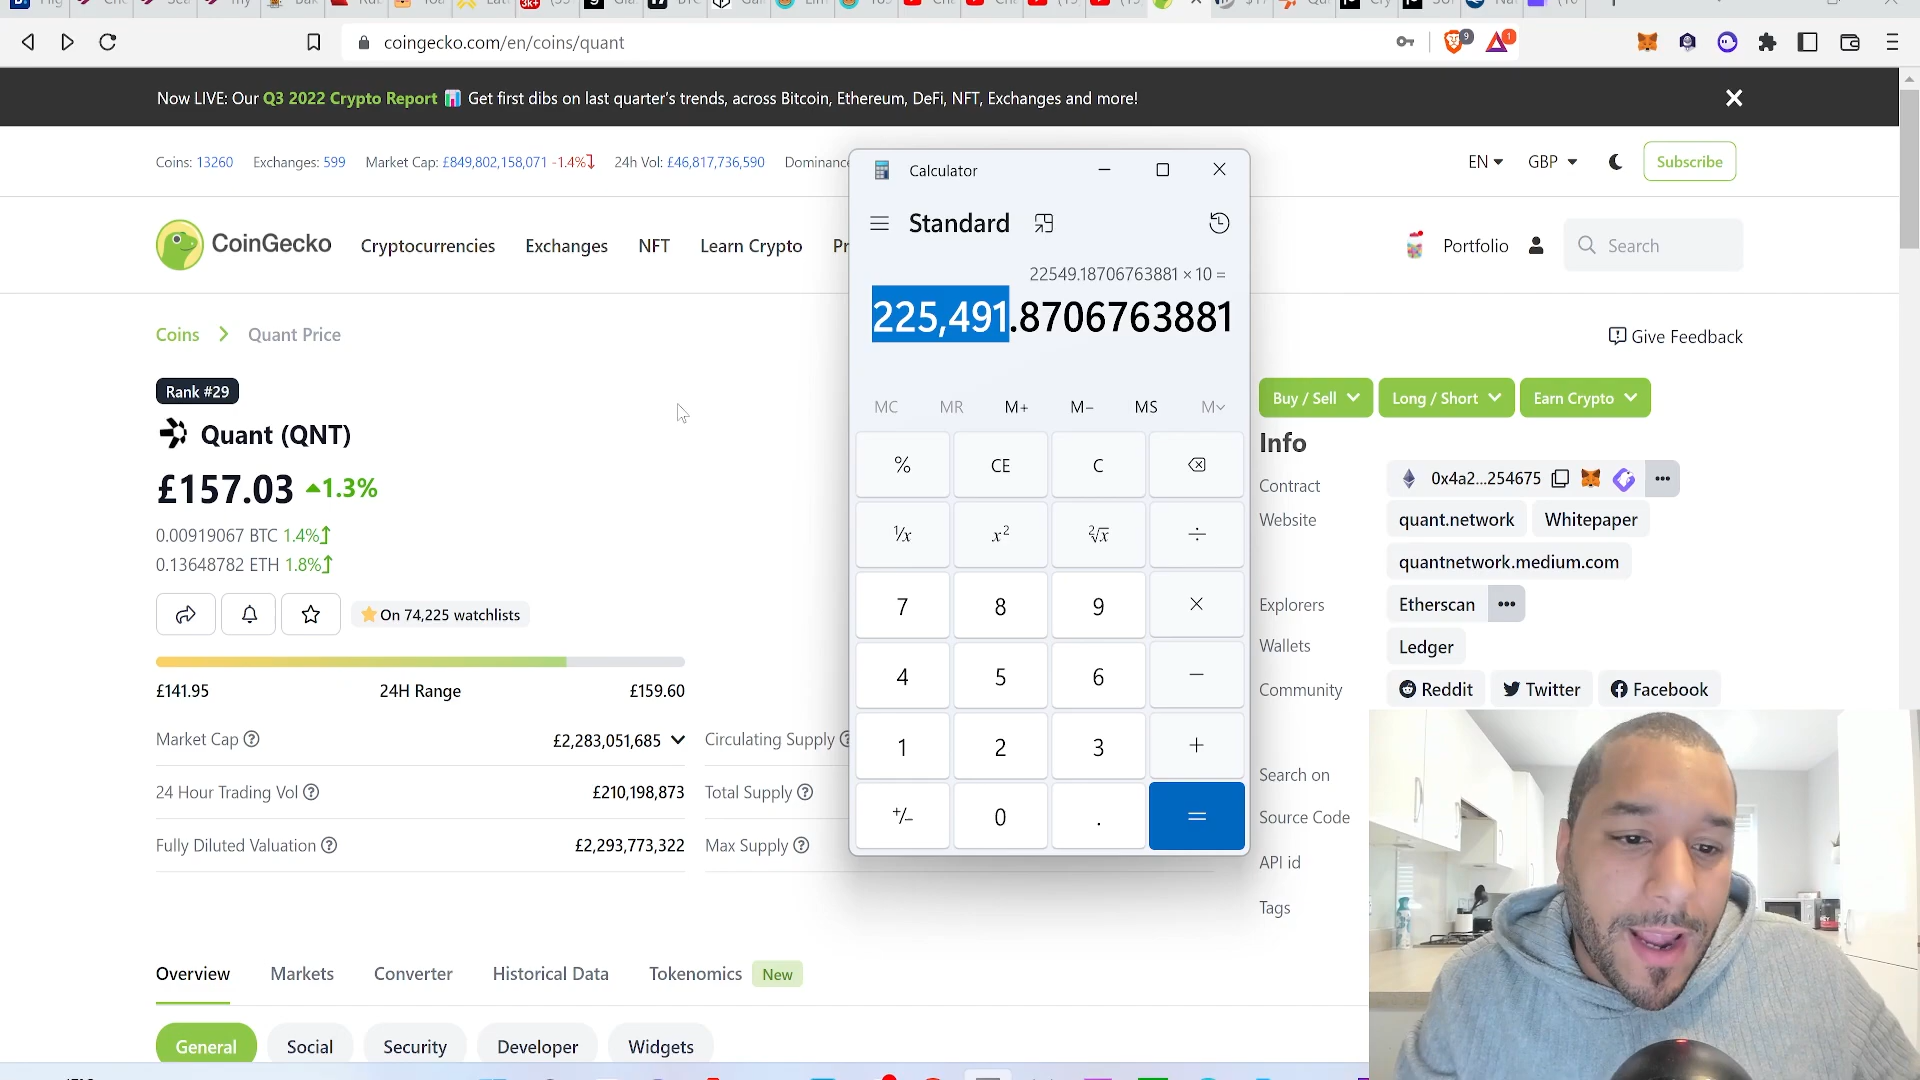 coingecko.com/en/coins/quant
9
1
Now LIVE: Our Q3 2022 Crypto Report Get first dibs on last quarter's trends, across Bitcoin, Ethereum, DeFi, NFT, Exchanges and more!
Coins: 13260 Exchanges: 599 Market Cap: £849,802,158,071 -1.4% 24h Vol: £46,817,736,590 Dominance
EN GBP Subscribe
CoinGecko Cryptocurrencies Exchanges NFT Learn Crypto Pr
Portfolio Search
Coins > Quant Price
Give Feedback
Rank #29
Quant (QNT)
£157.03 1.3%
0.00919067 BTC 1.4%
0.13648782 ETH 1.8%
On 74,225 watchlists
£141.95 24H Range £159.60
Market Cap £2,283,051,685
24 Hour Trading Vol £210,198,873
Fully Diluted Valuation £2,293,773,322
Circulating Supply
Total Supply
Max Supply
Calculator
Standard
22549.18706763881 × 10 =
225,491.8706763881
MC MR M+ M− MS M
% CE C
1/x x² ²√x ÷
7 8 9 ×
4 5 6 −
1 2 3 +
+/− 0 . =
Buy / Sell Long / Short Earn Crypto
Info
Contract 0x4a2...254675 •••
Website quant.network Whitepaper
quantnetwork.medium.com
Explorers Etherscan •••
Wallets Ledger
Community Reddit Twitter Facebook
Search on
Source Code
API id
Tags
Overview Markets Converter Historical Data Tokenomics New
General Social Security Developer Widgets